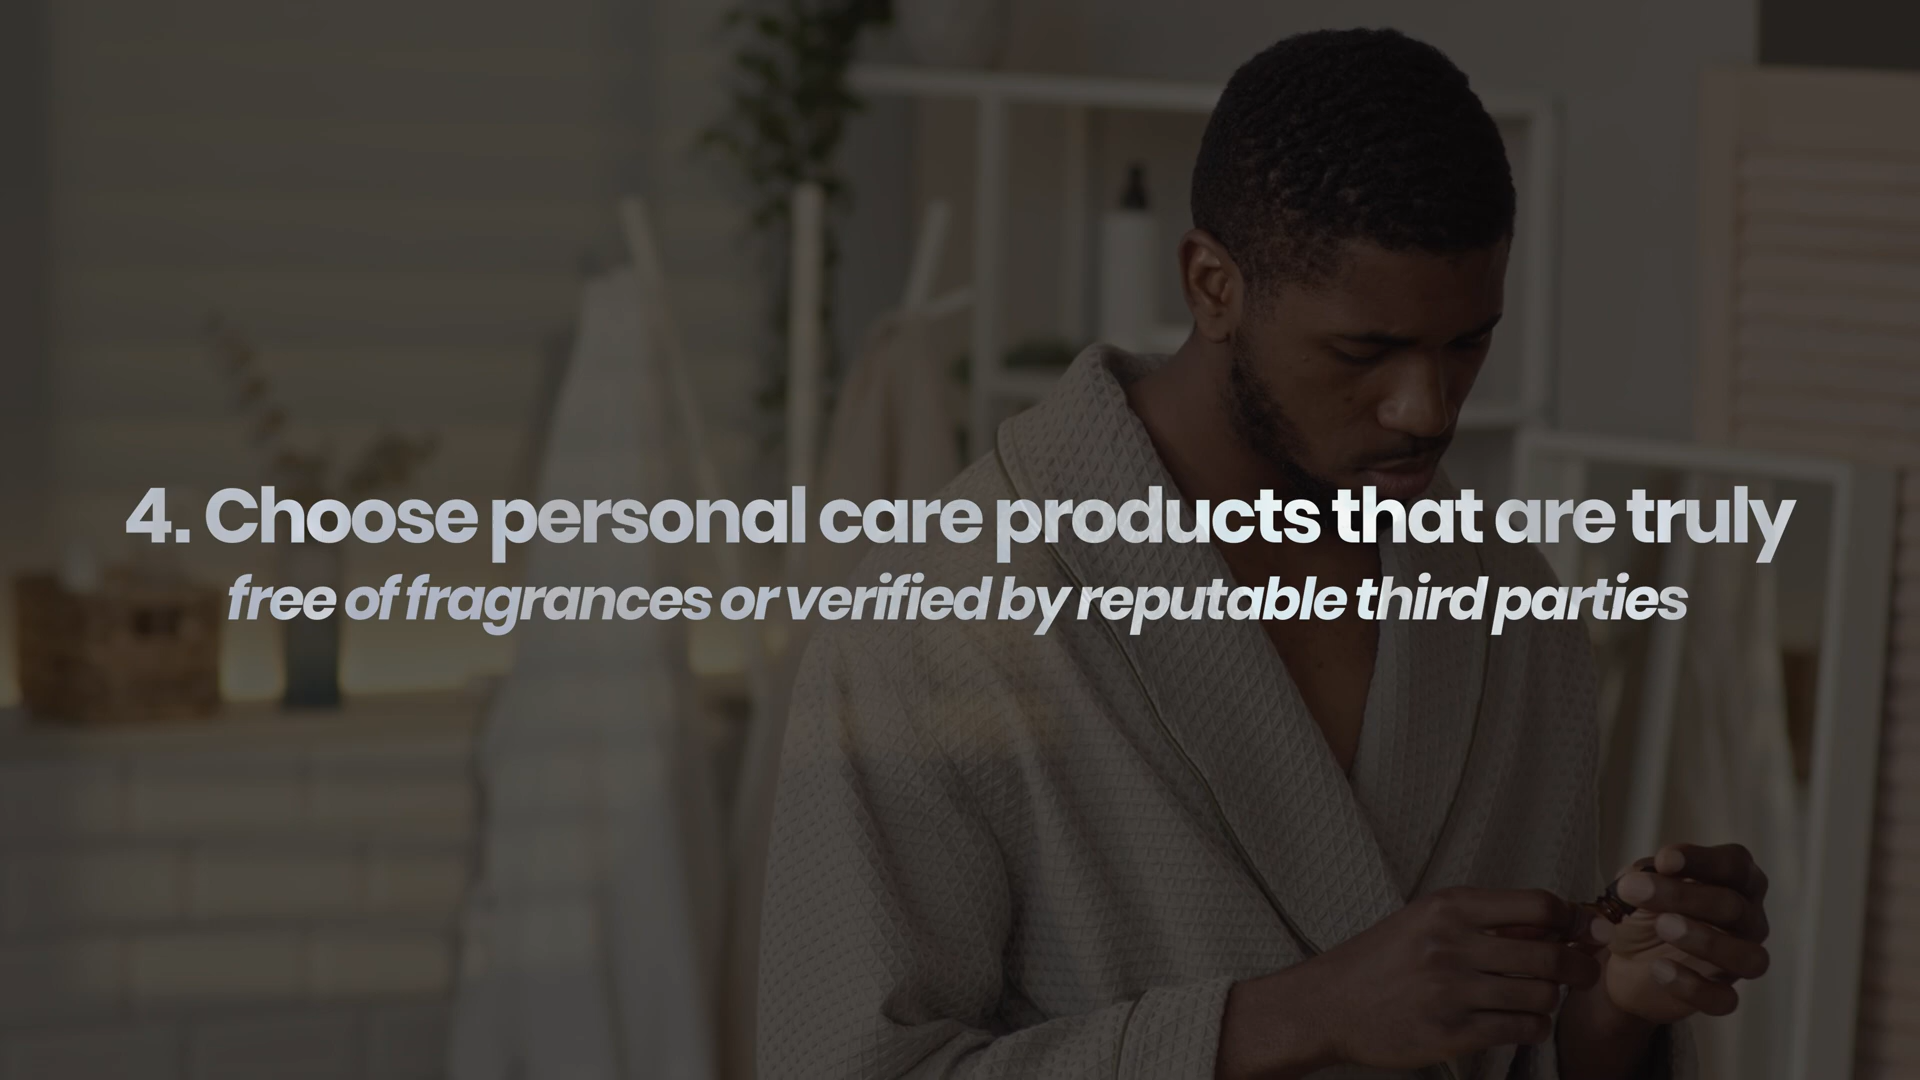 4. Choose personal care products that are truly
free of fragrances or verified by reputable third parties